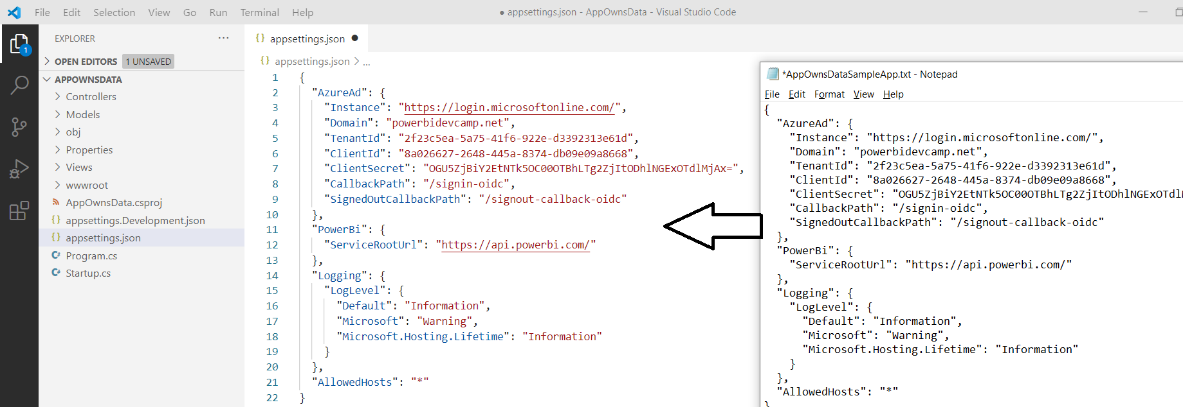 File Edit Selection View Go Run Terminal Help
● appsettings.json - AppOwnsData - Visual Studio Code
EXPLORER
OPEN EDITORS 1 UNSAVED
APPOWNSDATA
Controllers
Models
obj
Properties
Views
wwwroot
AppOwnsData.csproj
{} appsettings.Development.json
{} appsettings.json
C# Program.cs
C# Startup.cs
1
{} appsettings.json ●
{} appsettings.json > ...
1 {
2 "AzureAd": {
3 "Instance": "https://login.microsoftonline.com/",
4 "Domain": "powerbidevcamp.net",
5 "TenantId": "2f23c5ea-5a75-41f6-922e-d3392313e61d",
6 "ClientId": "8a026627-2648-445a-8374-db09e09a8668",
7 "ClientSecret": "OGU5ZjBiY2EtNTk5OC00OTBhLTg2ZjItODhlNGExOTdlMjAx=",
8 "CallbackPath": "/signin-oidc",
9 "SignedOutCallbackPath": "/signout-callback-oidc"
10 },
11 "PowerBi": {
12 "ServiceRootUrl": "https://api.powerbi.com/"
13 },
14 "Logging": {
15 "LogLevel": {
16 "Default": "Information",
17 "Microsoft": "Warning",
18 "Microsoft.Hosting.Lifetime": "Information"
19 }
20 },
21 "AllowedHosts": "*"
22 }
*AppOwnsDataSampleApp.txt - Notepad
File Edit Format View Help
{
"AzureAd": {
"Instance": "https://login.microsoftonline.com/",
"Domain": "powerbidevcamp.net",
"TenantId": "2f23c5ea-5a75-41f6-922e-d3392313e61d",
"ClientId": "8a026627-2648-445a-8374-db09e09a8668",
"ClientSecret": "OGU5ZjBiY2EtNTk5OC00OTBhLTg2ZjItODhlNGExOTdl
"CallbackPath": "/signin-oidc",
"SignedOutCallbackPath": "/signout-callback-oidc"
},
"PowerBi": {
"ServiceRootUrl": "https://api.powerbi.com/"
},
"Logging": {
"LogLevel": {
"Default": "Information",
"Microsoft": "Warning",
"Microsoft.Hosting.Lifetime": "Information"
}
},
"AllowedHosts": "*"
}